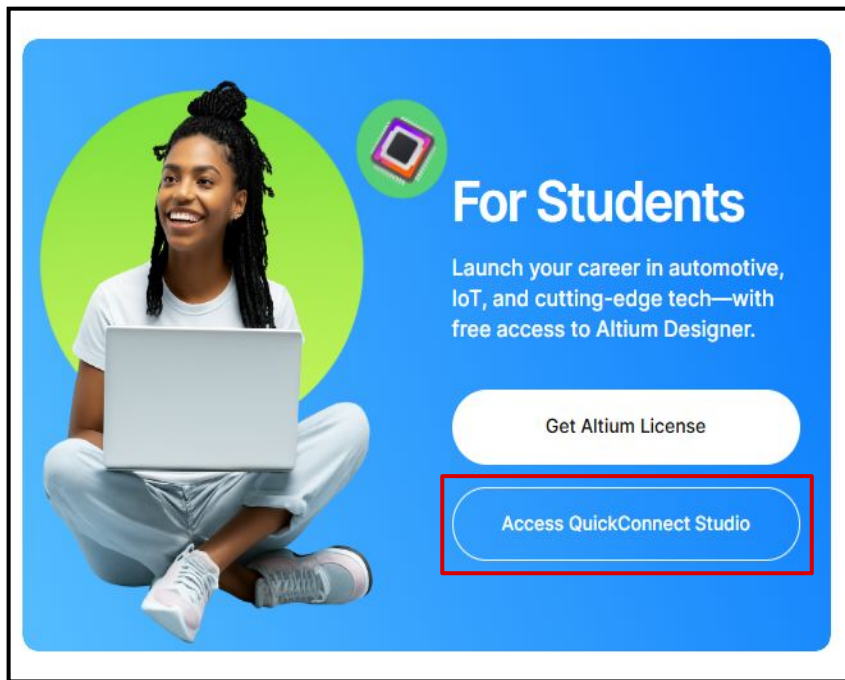 For Students
Launch your career in automotive,
IoT, and cutting-edge tech—with
free access to Altium Designer.
Get Altium License
Access QuickConnect Studio